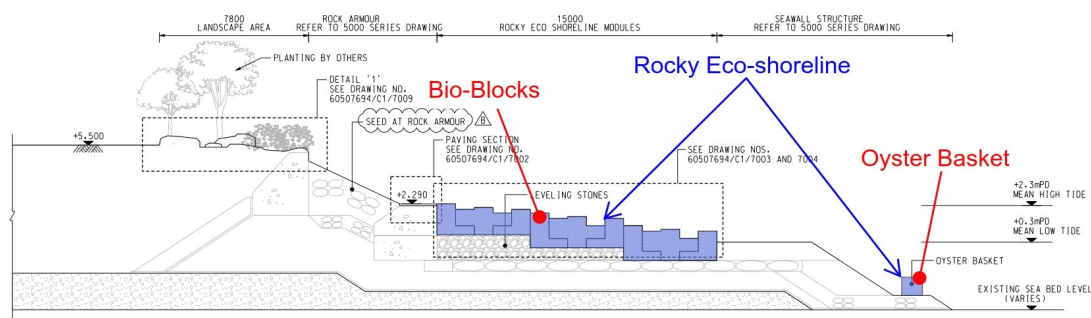 7800
LANDSCAPE AREA
ROCK ARMOUR
REFER TO 5000 SERIES DRAWING
15000
ROCKY ECO SHORELINE MODULES
SEAWALL STRUCTURE
REFER TO 5000 SERIES DRAWING
PLANTING BY OTHERS
Rocky Eco-shoreline
DETAIL '1'
SEE DRAWING NO.
60507694/C1/7009
Bio-Blocks
SEED AT ROCK ARMOUR
B
+5.500
PAVING SECTION
SEE DRAWING NO.
60507694/C1/7002
SEE DRAWING NOS.
60507694/C1/7003 AND 7004
Oyster Basket
+2.290
LEVELING STONES
+2.3mPD
MEAN HIGH TIDE
+0.3mPD
MEAN LOW TIDE
OYSTER BASKET
EXISTING SEA BED LEVEL
(VARIES)